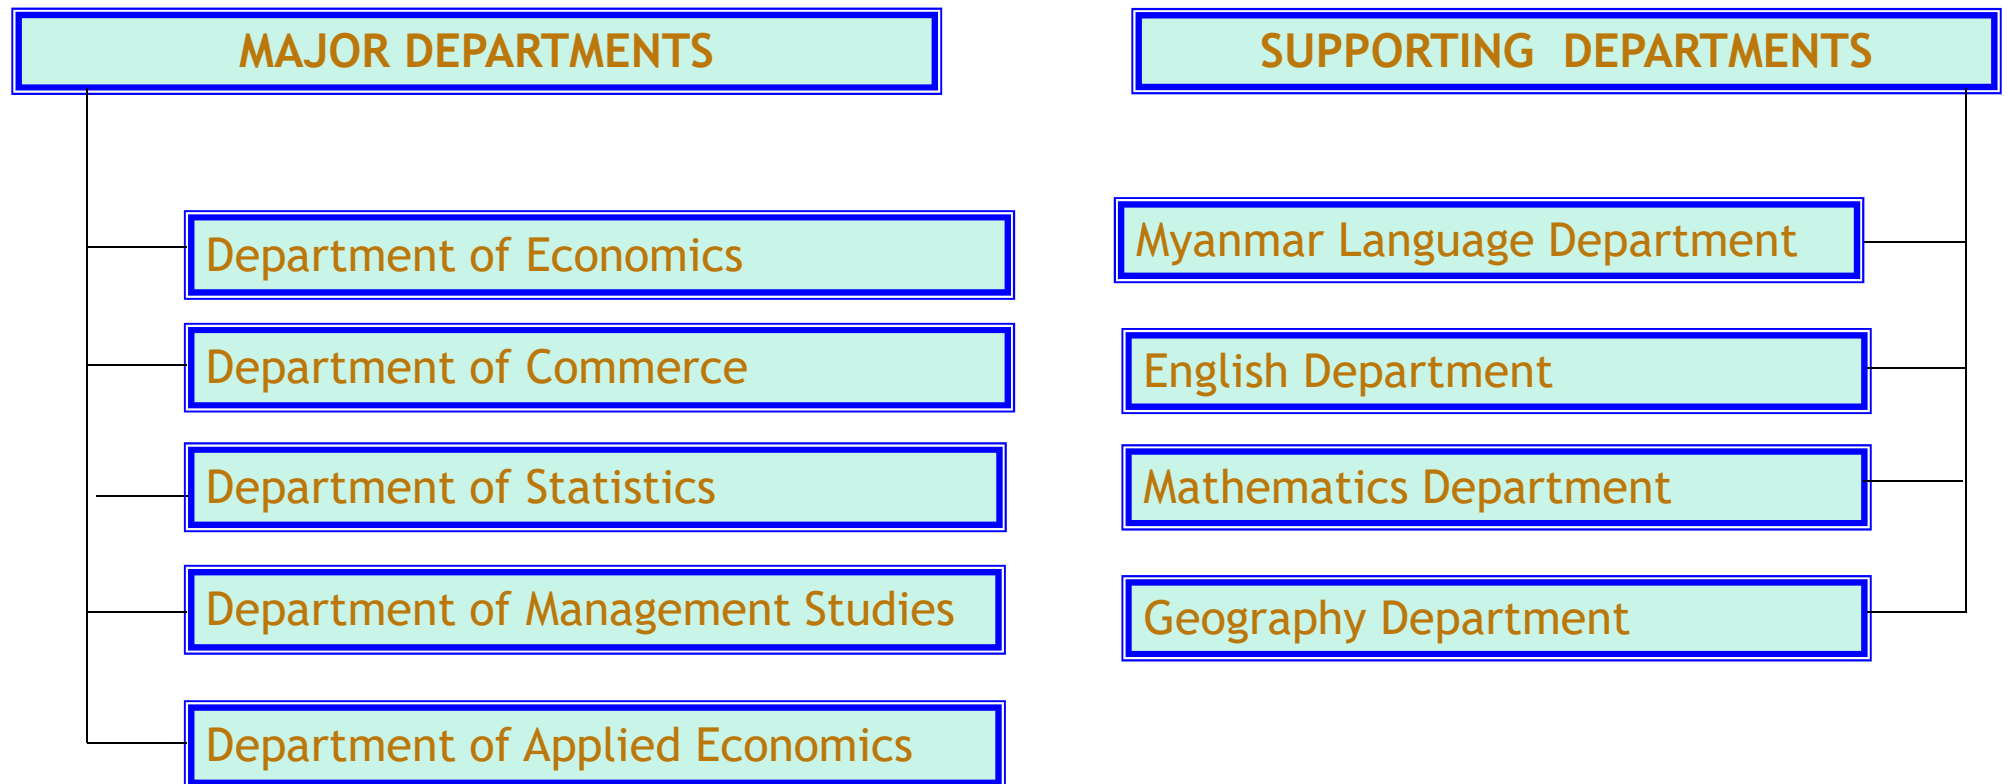 MAJOR DEPARTMENTS
Department of Economics
Department of Commerce
Department of Statistics
Department of Management Studies
Department of Applied Economics
SUPPORTING DEPARTMENTS
Myanmar Language Department
English Department
Mathematics Department
Geography Department